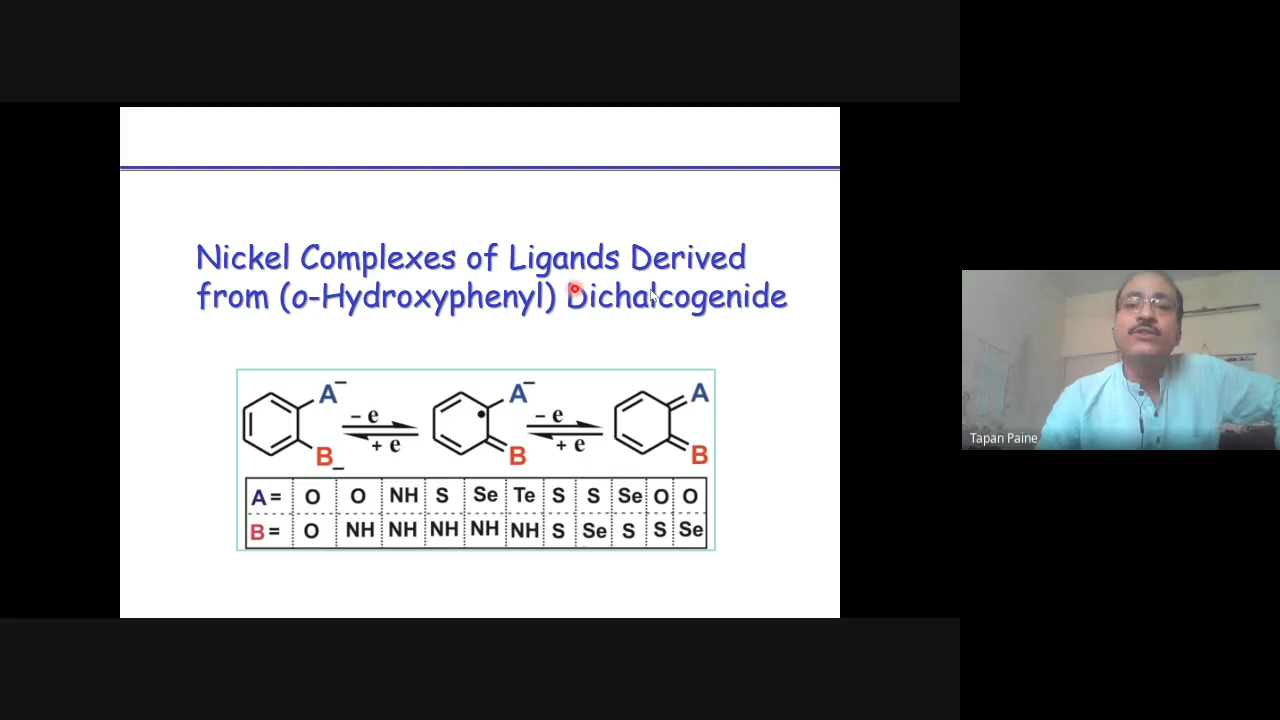 Nickel Complexes of Ligands Derived
from (o-Hydroxyphenyl) Dichalcogenide
A⁻ A⁻ A
– e – e
+ e + e
B⁻ B B
A = O O NH S Se Te S S Se O O
B = O NH NH NH NH NH S Se S S Se
Tapan Paine